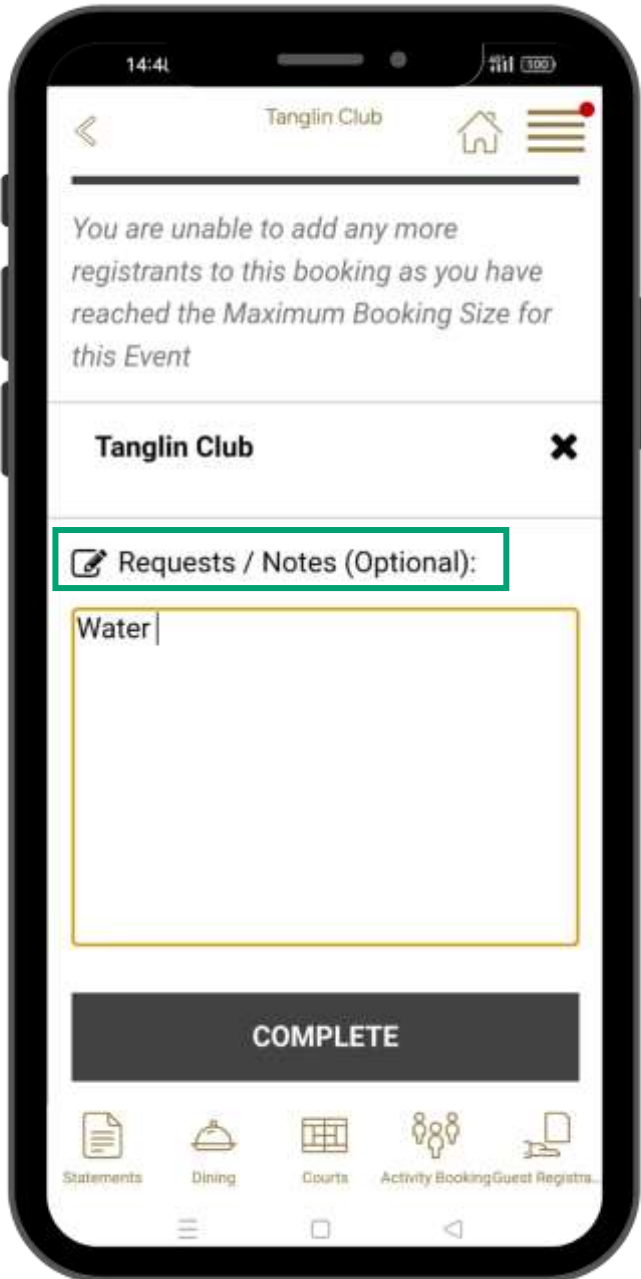 14:4
100
Tanglin Club
You are unable to add any more
registrants to this booking as you have
reached the Maximum Booking Size for
this Event
Tanglin Club
Requests / Notes (Optional):
Water
COMPLETE
Statements Dining Courts Activity Booking Guest Registra...